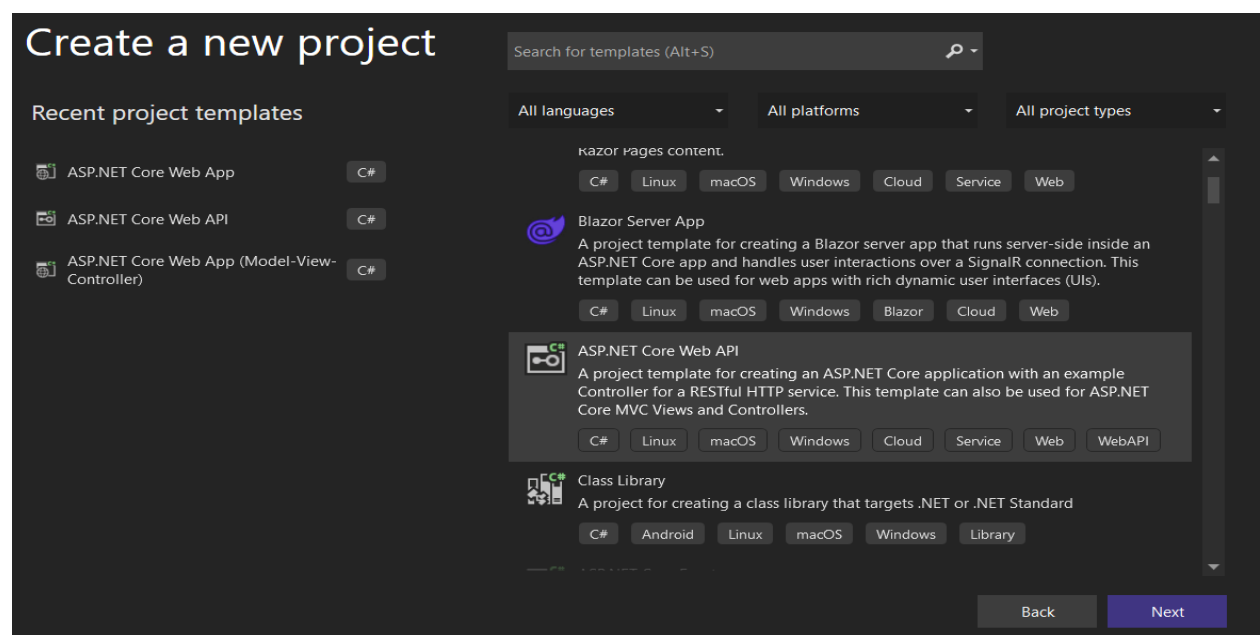 Create a new project
Search for templates (Alt+S)
Recent project templates
All languages
All platforms
All project types
ASP.NET Core Web App
C#
ASP.NET Core Web API
C#
ASP.NET Core Web App (Model-View-
Controller)
C#
Razor Pages content.
C# Linux macOS Windows Cloud Service Web
Blazor Server App
A project template for creating a Blazor server app that runs server-side inside an
ASP.NET Core app and handles user interactions over a SignalR connection. This
template can be used for web apps with rich dynamic user interfaces (UIs).
C# Linux macOS Windows Blazor Cloud Web
ASP.NET Core Web API
A project template for creating an ASP.NET Core application with an example
Controller for a RESTful HTTP service. This template can also be used for ASP.NET
Core MVC Views and Controllers.
C# Linux macOS Windows Cloud Service Web WebAPI
Class Library
A project for creating a class library that targets .NET or .NET Standard
C# Android Linux macOS Windows Library
Back
Next